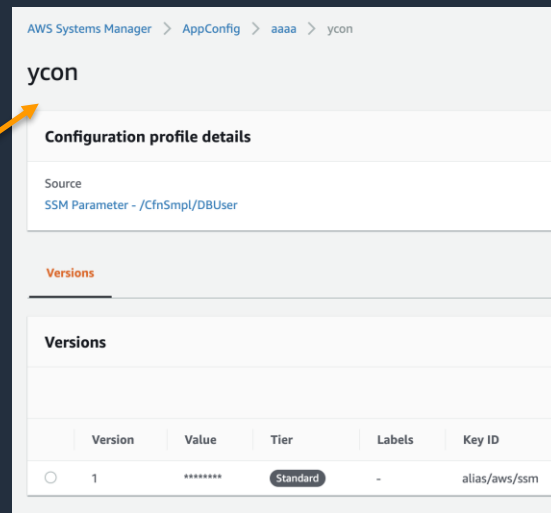 AWS Systems Manager > AppConfig > aaaa > ycon
ycon
Configuration profile details
Source
SSM Parameter - /CfnSmpl/DBUser
Versions
Versions
Version Value Tier Labels Key ID
1 ******** Standard - alias/aws/ssm